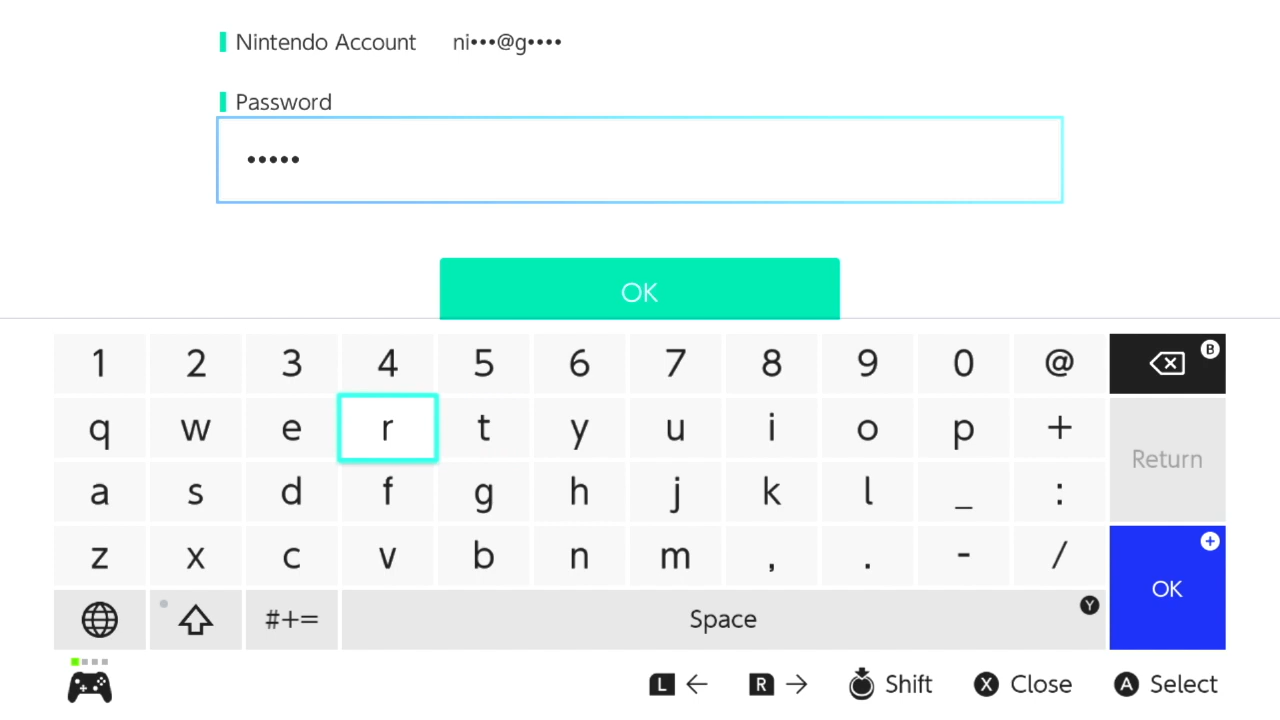 Nintendo Account ni•••@g••••
Password
•••••
OK
1 2 3 4 5 6 7 8 9 0 @ B
q w e r t y u i o p +
Return
a s d f g h j k l _ :
z x c v b n m , . - / +
OK
#+= Space Y
L ← R → Shift X Close A Select